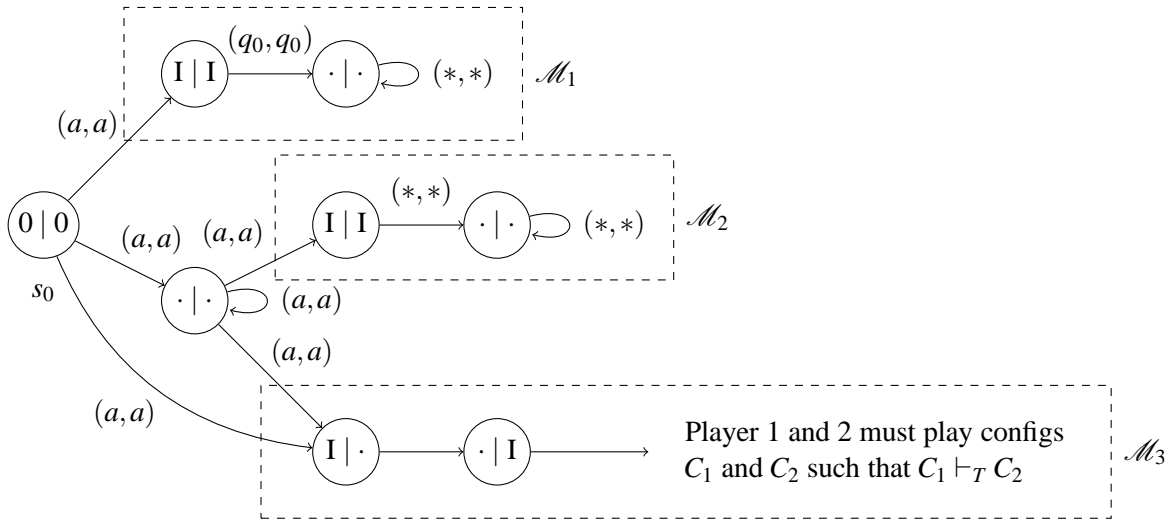 I | I
(q₀, q₀)
· | ·
(∗, ∗)
ℳ₁
(a, a)
0 | 0
s₀
(a, a)
(a, a)
I | I
(∗, ∗)
· | ·
(∗, ∗)
ℳ₂
· | ·
(a, a)
(a, a)
(a, a)
I | ·
· | I
Player 1 and 2 must play configs
C₁ and C₂ such that C₁ ⊢T C₂
ℳ₃